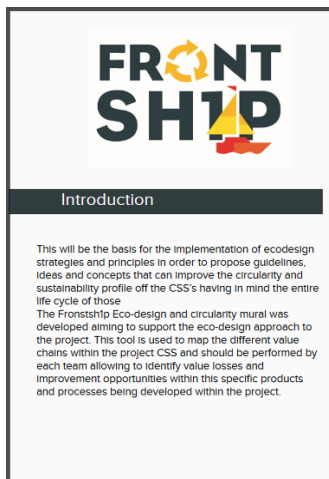 FRONT
SH1P
Introduction
This will be the basis for the implementation of ecodesign
strategies and principles in order to propose guidelines,
ideas and concepts that can improve the circularity and
sustainability profile off the CSS's having in mind the entire
life cycle of those
The Fronstsh1p Eco-design and circularity mural was
developed aiming to support the eco-design approach to
the project. This tool is used to map the different value
chains within the project CSS and should be performed by
each team allowing to identify value losses and
improvement opportunities within this specific products
and processes being developed within the project.